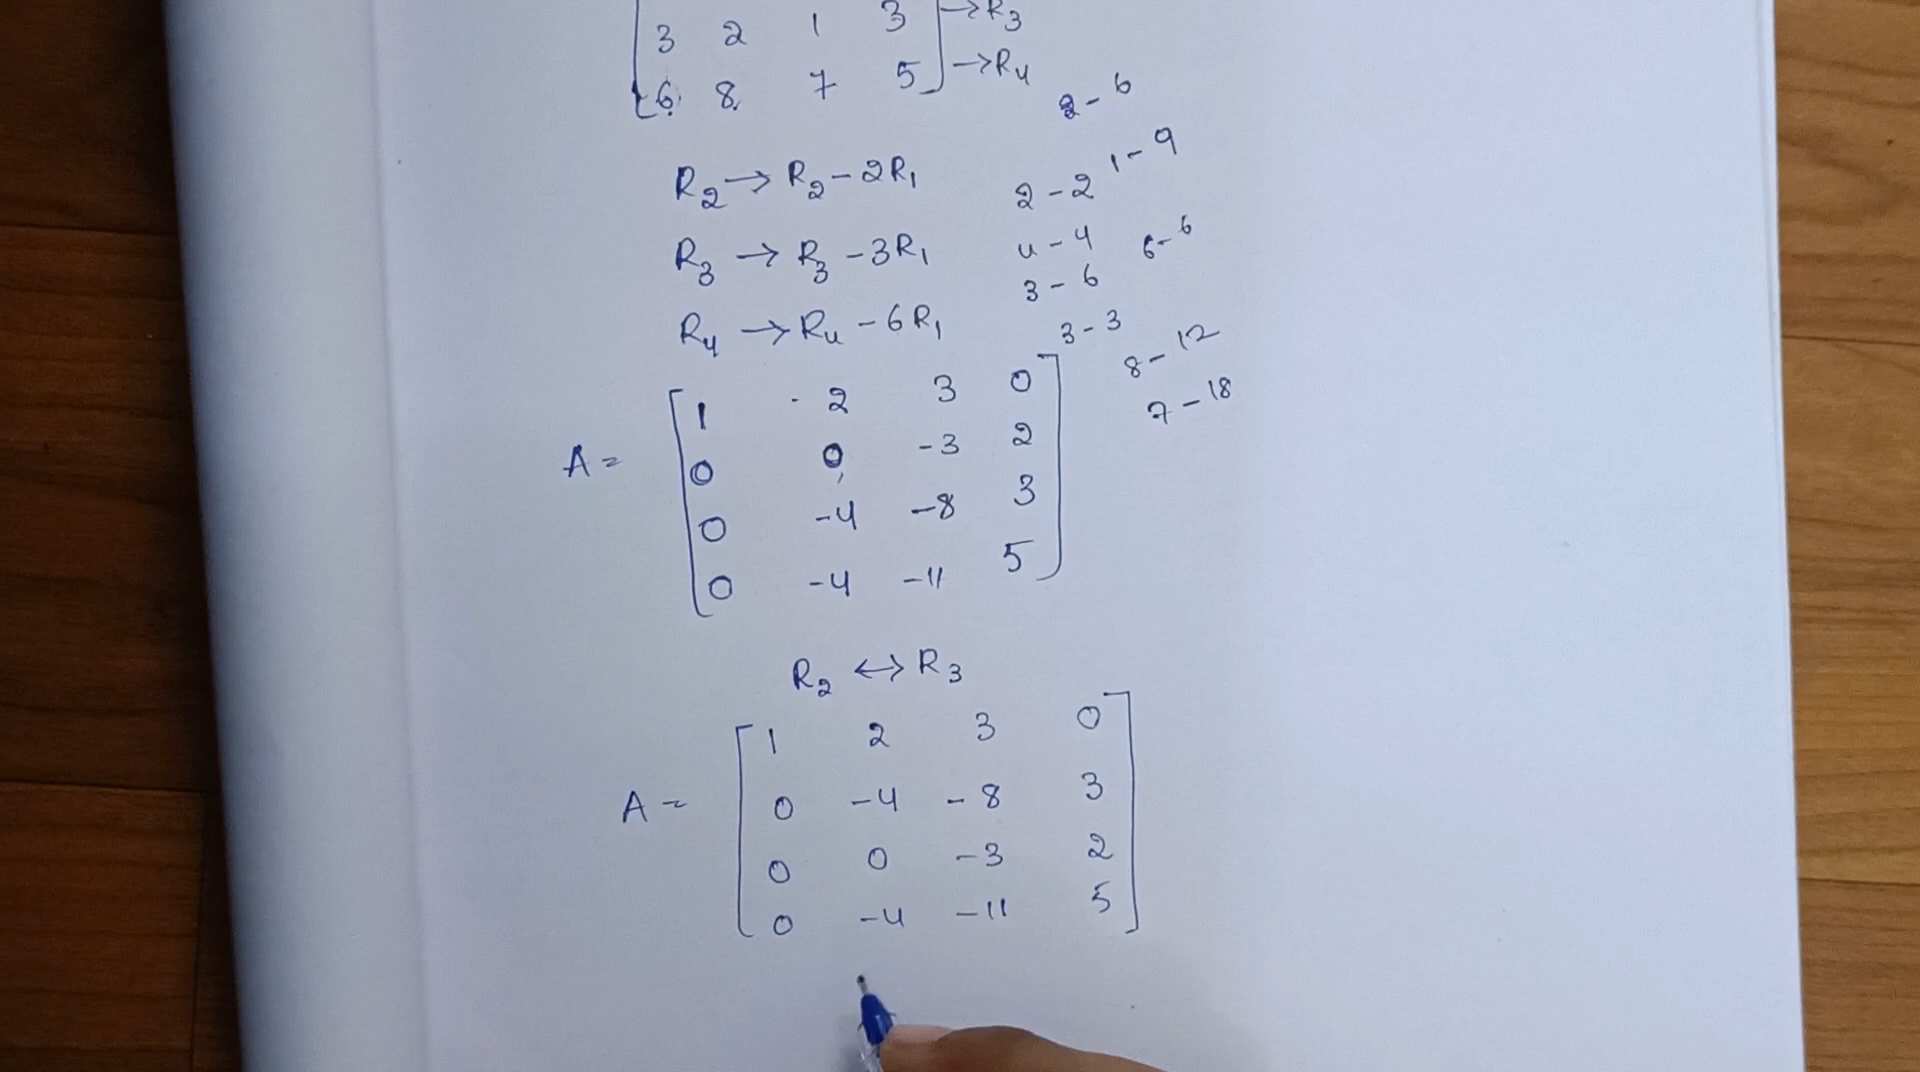 3 2 1 3 →R3
6 8 7 5 →R4
2-6
R2→R2-2R1
1-9
2-2
R3→R3-3R1
4-4
6-6
3-6
R4→R4-6R1
3-3
8-12
7-18
A= 1 2 3 0
0 0 -3 2
0 -4 -8 3
0 -4 -11 5
R2↔R3
A= 1 2 3 0
0 -4 -8 3
0 0 -3 2
0 -4 -11 5